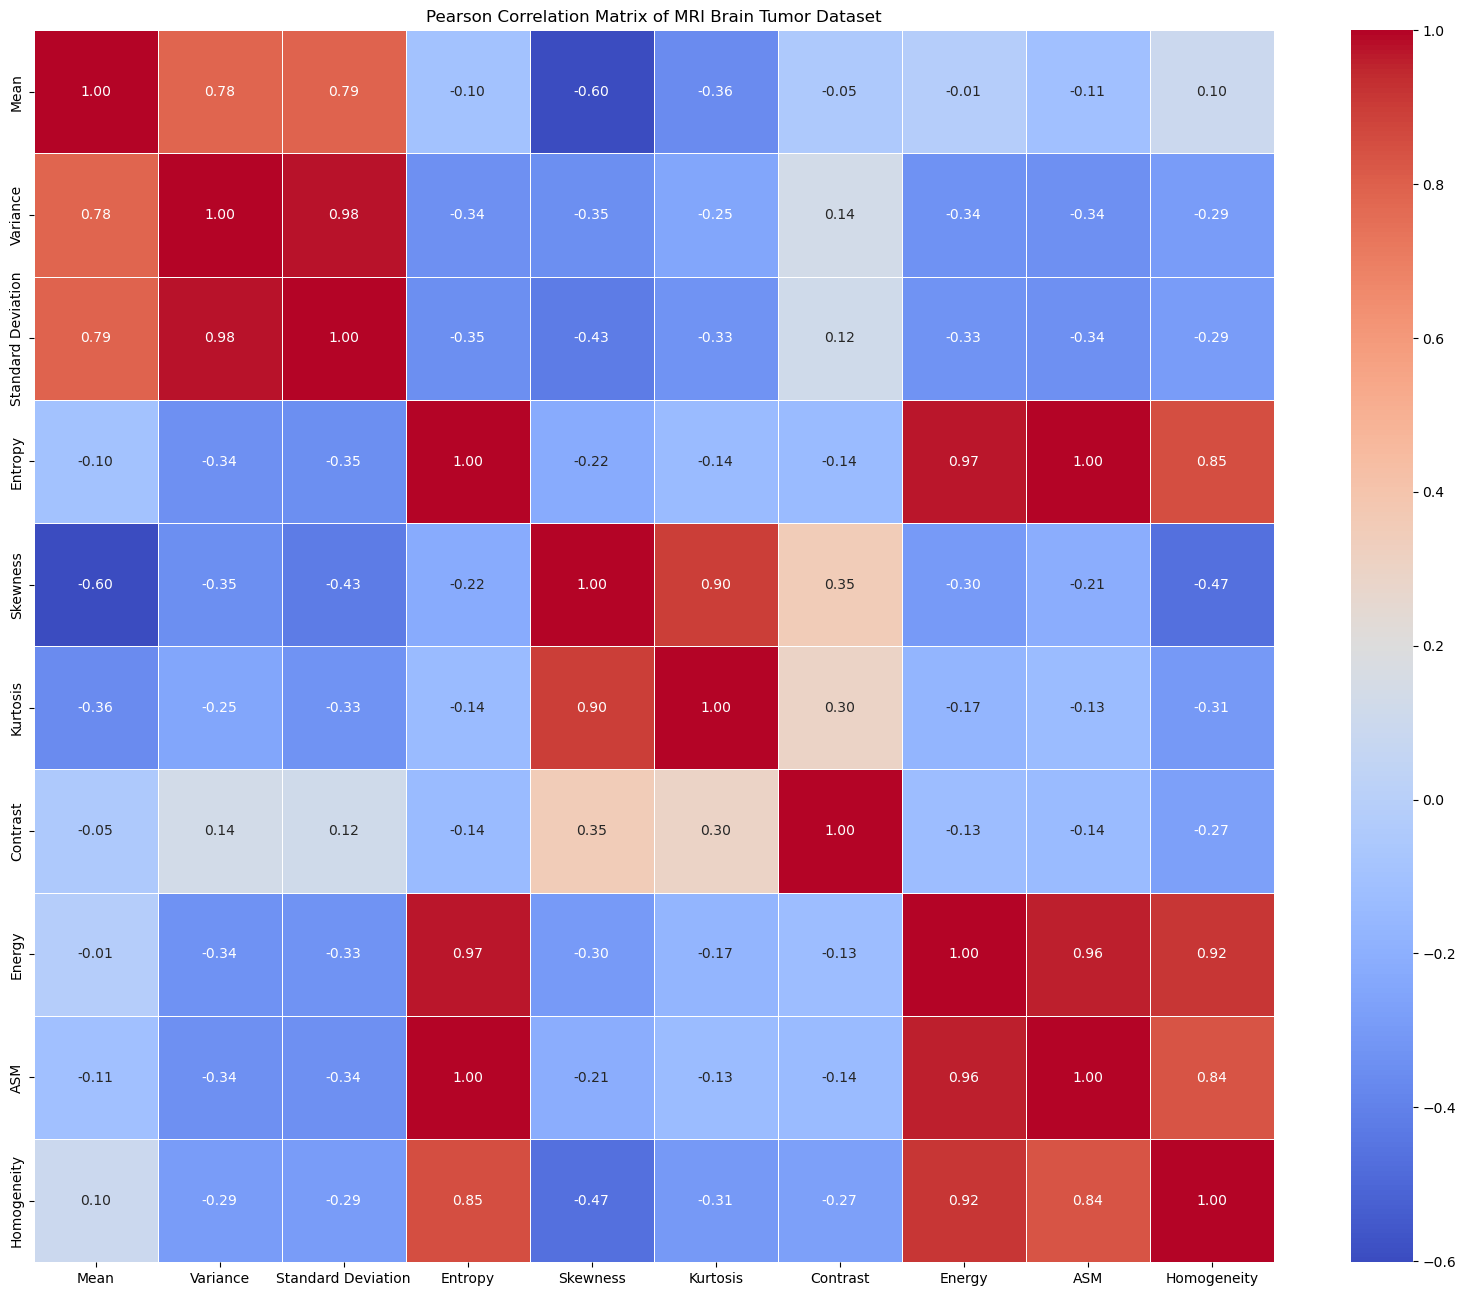 Pearson Correlation Matrix of MRI Brain Tumor Dataset
Mean 1.00 0.78 0.79 -0.10 -0.60 -0.36 -0.05 -0.01 -0.11 0.10
Variance 0.78 1.00 0.98 -0.34 -0.35 -0.25 0.14 -0.34 -0.34 -0.29
Standard Deviation 0.79 0.98 1.00 -0.35 -0.43 -0.33 0.12 -0.33 -0.34 -0.29
Entropy -0.10 -0.34 -0.35 1.00 -0.22 -0.14 -0.14 0.97 1.00 0.85
Skewness -0.60 -0.35 -0.43 -0.22 1.00 0.90 0.35 -0.30 -0.21 -0.47
Kurtosis -0.36 -0.25 -0.33 -0.14 0.90 1.00 0.30 -0.17 -0.13 -0.31
Contrast -0.05 0.14 0.12 -0.14 0.35 0.30 1.00 -0.13 -0.14 -0.27
Energy -0.01 -0.34 -0.33 0.97 -0.30 -0.17 -0.13 1.00 0.96 0.92
ASM -0.11 -0.34 -0.34 1.00 -0.21 -0.13 -0.14 0.96 1.00 0.84
Homogeneity 0.10 -0.29 -0.29 0.85 -0.47 -0.31 -0.27 0.92 0.84 1.00
Mean Variance Standard Deviation Entropy Skewness Kurtosis Contrast Energy ASM Homogeneity
1.0
0.8
0.6
0.4
0.2
0.0
−0.2
−0.4
−0.6